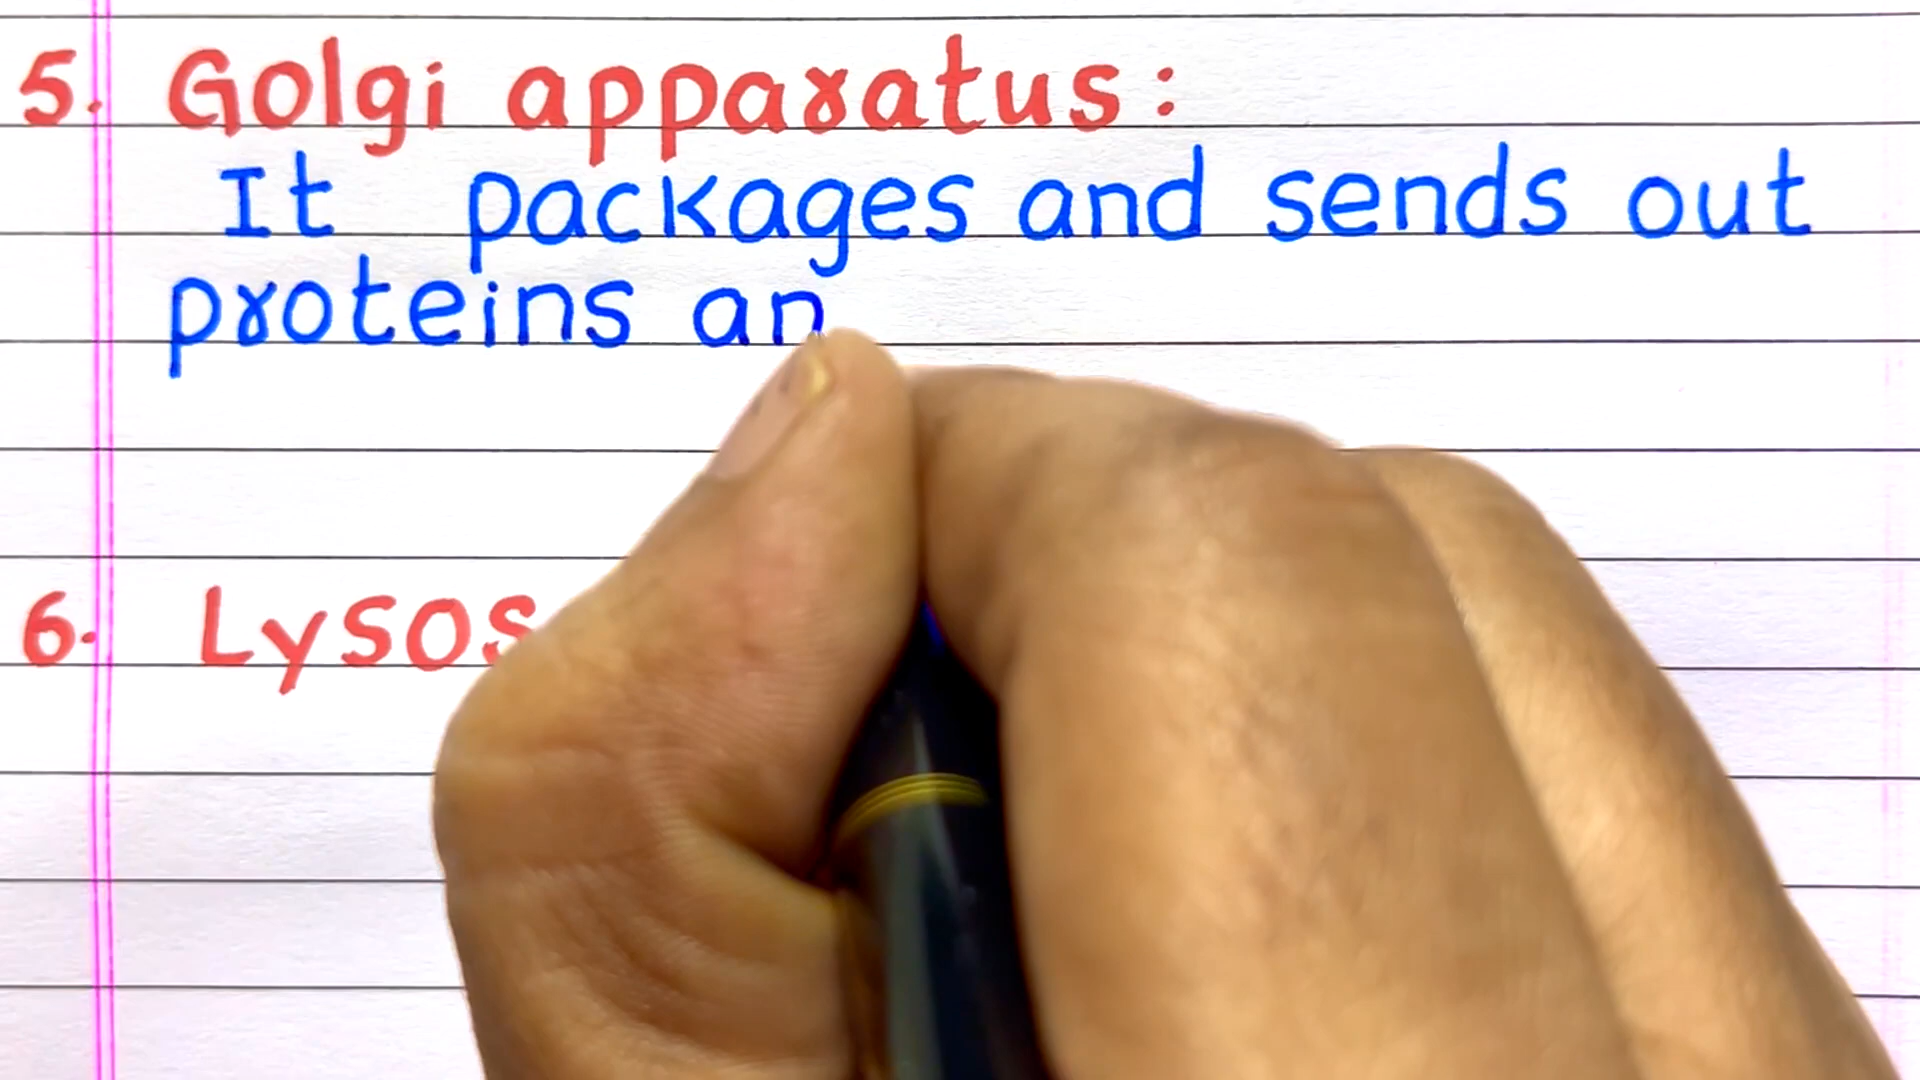 5. Golgi apparatus:
It packages and sends out
proteins an
6. Lysos